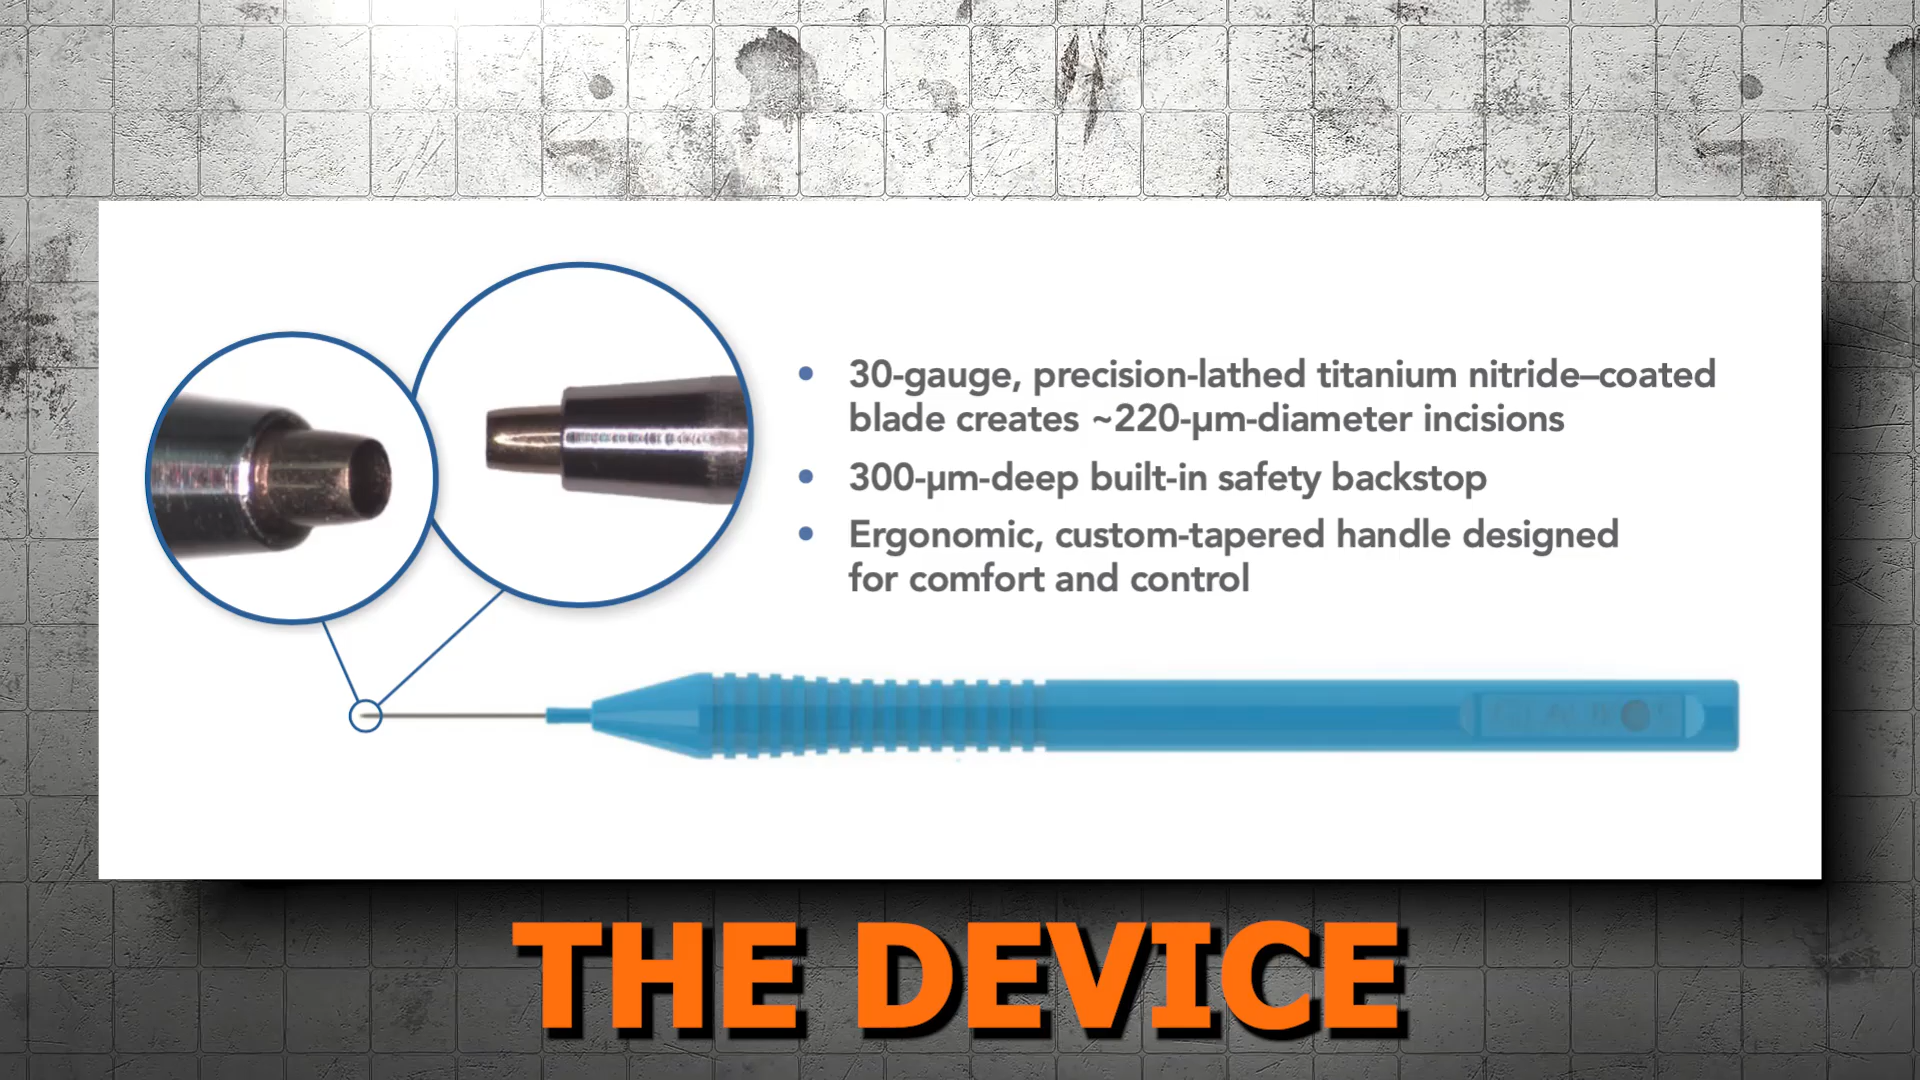 30-gauge, precision-lathed titanium nitride–coated
blade creates ~220-μm-diameter incisions
300-μm-deep built-in safety backstop
Ergonomic, custom-tapered handle designed
for comfort and control
THE DEVICE